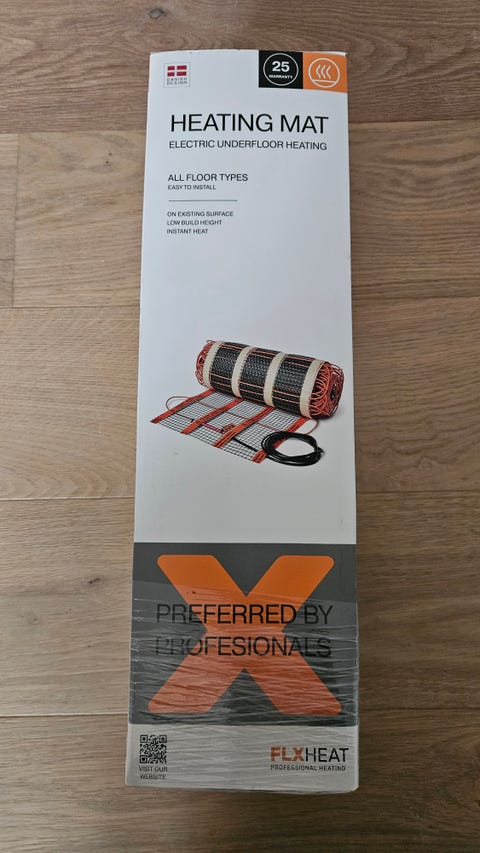 DANISH
DESIGN
25
WARRANTY
HEATING MAT
ELECTRIC UNDERFLOOR HEATING
ALL FLOOR TYPES
EASY TO INSTALL
ON EXISTING SURFACE
LOW BUILD HEIGHT
INSTANT HEAT
PREFERRED BY
PROFESIONALS
VISIT OUR
WEBSITE
FLXHEAT
PROFESSIONAL HEATING